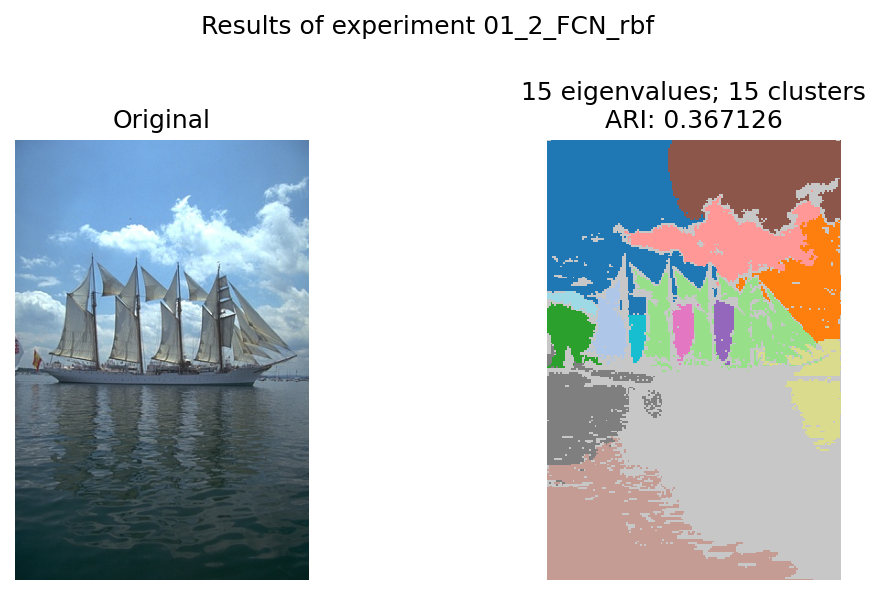 Results of experiment 01_2_FCN_rbf
Original
15 eigenvalues; 15 clusters
ARI: 0.367126